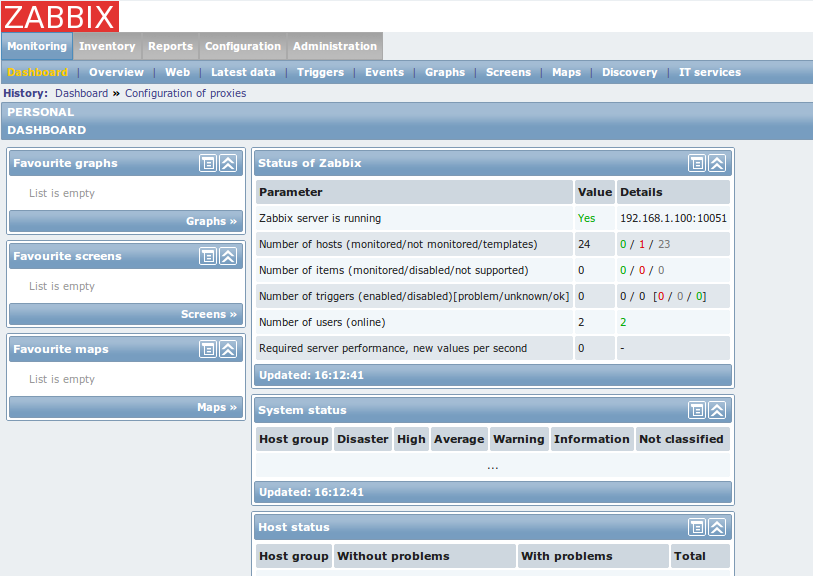 ZABBIX
Monitoring Inventory Reports Configuration Administration
Dashboard | Overview | Web | Latest data | Triggers | Events | Graphs | Screens | Maps | Discovery | IT services
History: Dashboard » Configuration of proxies
PERSONAL
DASHBOARD
Favourite graphs
List is empty
Graphs »
Favourite screens
List is empty
Screens »
Favourite maps
List is empty
Maps »
Status of Zabbix
Parameter Value Details
Zabbix server is running Yes 192.168.1.100:10051
Number of hosts (monitored/not monitored/templates) 24 0 / 1 / 23
Number of items (monitored/disabled/not supported) 0 0 / 0 / 0
Number of triggers (enabled/disabled)[problem/unknown/ok] 0 0 / 0 [0 / 0 / 0]
Number of users (online) 2 2
Required server performance, new values per second 0 -
Updated: 16:12:41
System status
Host group Disaster High Average Warning Information Not classified
...
Updated: 16:12:41
Host status
Host group Without problems With problems Total